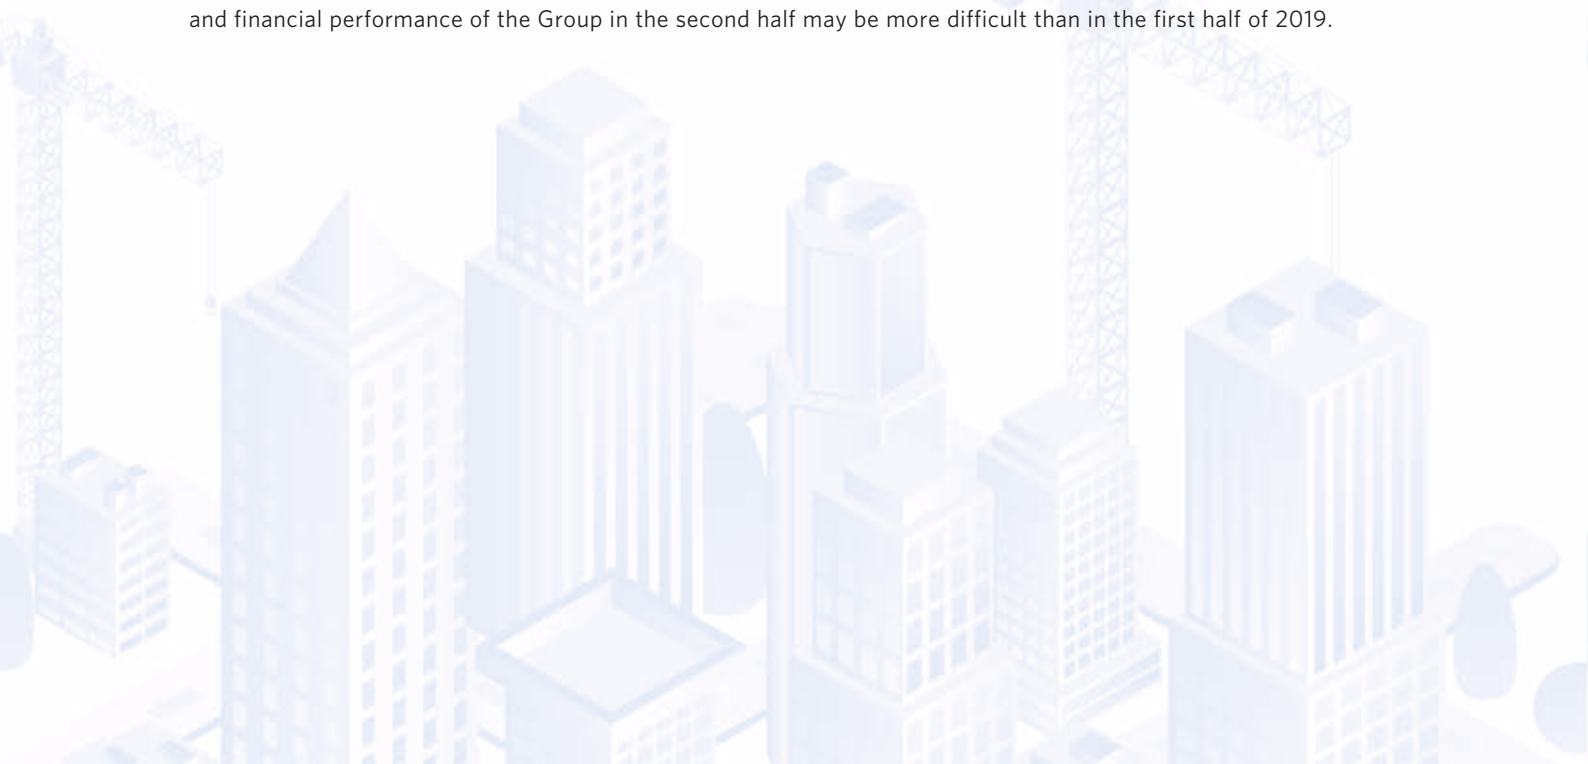 and financial performance of the Group in the second half may be more difficult than in the first half of 2019.